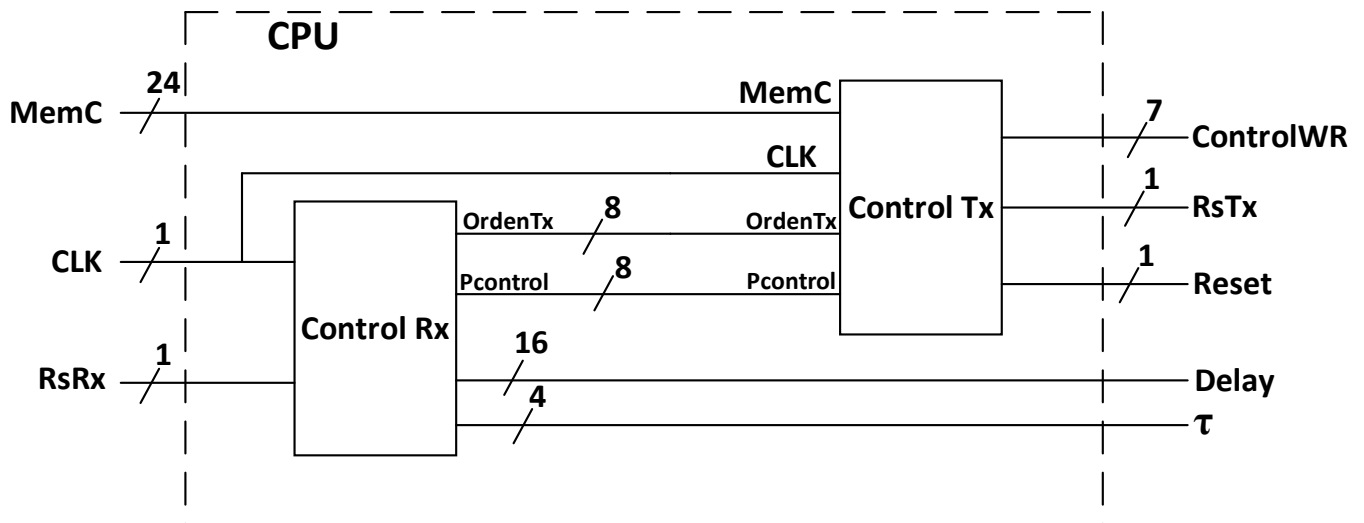 CPU
24
MemC
MemC
7
ControlWR
CLK
1
RsTx
Control Tx
OrdenTx
8
OrdenTx
1
CLK
Pcontrol
8
Pcontrol
1
Reset
Control Rx
1
RsRx
16
Delay
4
τ